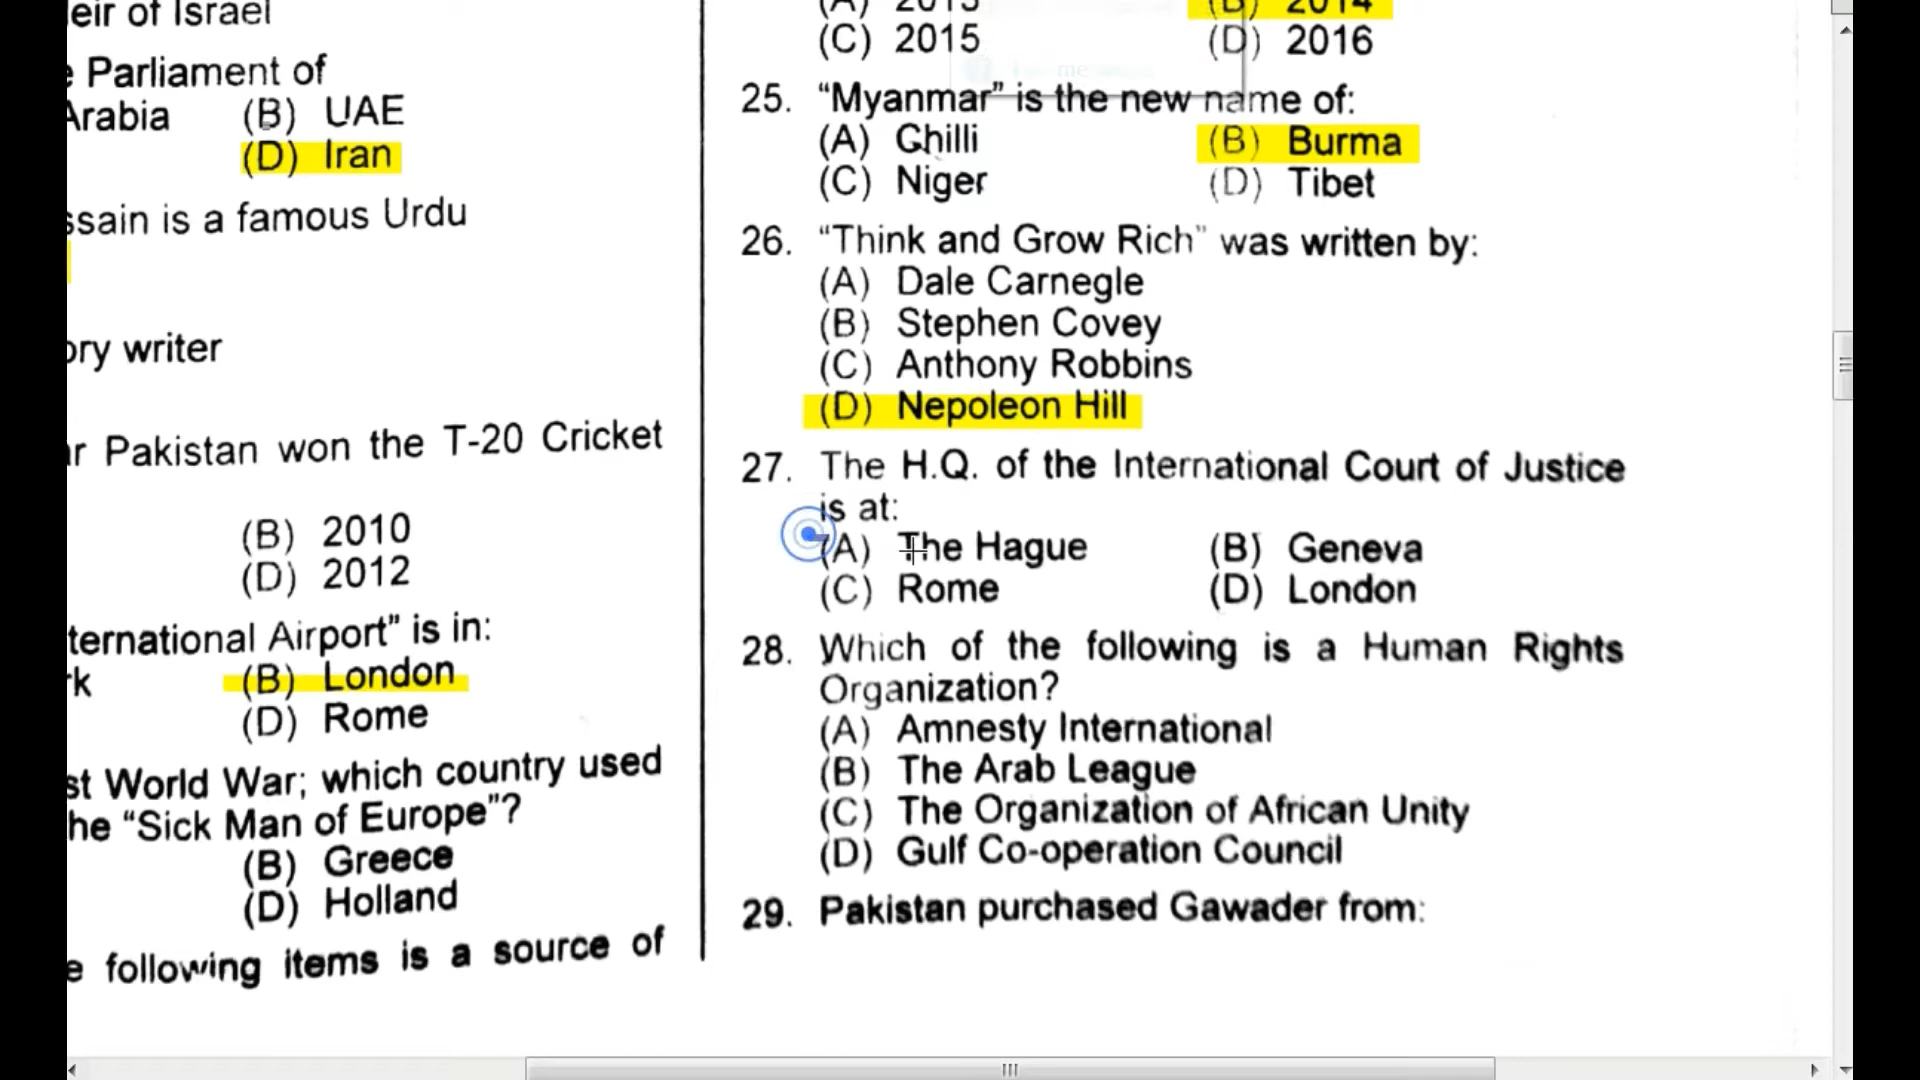 eir of Israel
Parliament of
Arabia (B) UAE
(D) Iran
ssain is a famous Urdu
ory writer
ar Pakistan won the T-20 Cricket
(B) 2010
(D) 2012
ternational Airport" is in:
rk (B) London
(D) Rome
st World War; which country used
he "Sick Man of Europe"?
(B) Greece
(D) Holland
e following items is a source of
(A) 2013 (B) 2014
(C) 2015 (D) 2016
25. "Myanmar" is the new name of:
(A) Chilli (B) Burma
(C) Niger (D) Tibet
26. "Think and Grow Rich" was written by:
(A) Dale Carnegle
(B) Stephen Covey
(C) Anthony Robbins
(D) Nepoleon Hill
27. The H.Q. of the International Court of Justice
is at:
(A) The Hague (B) Geneva
(C) Rome (D) London
28. Which of the following is a Human Rights
Organization?
(A) Amnesty International
(B) The Arab League
(C) The Organization of African Unity
(D) Gulf Co-operation Council
29. Pakistan purchased Gawader from: